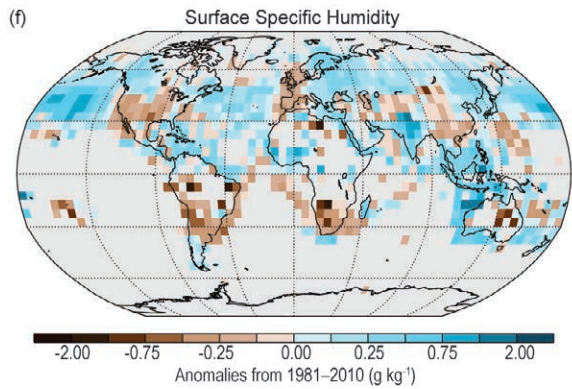 (f) Surface Specific Humidity
-2.00 -0.75 -0.25 0.00 0.25 0.75 2.00
Anomalies from 1981–2010 (g kg⁻¹)